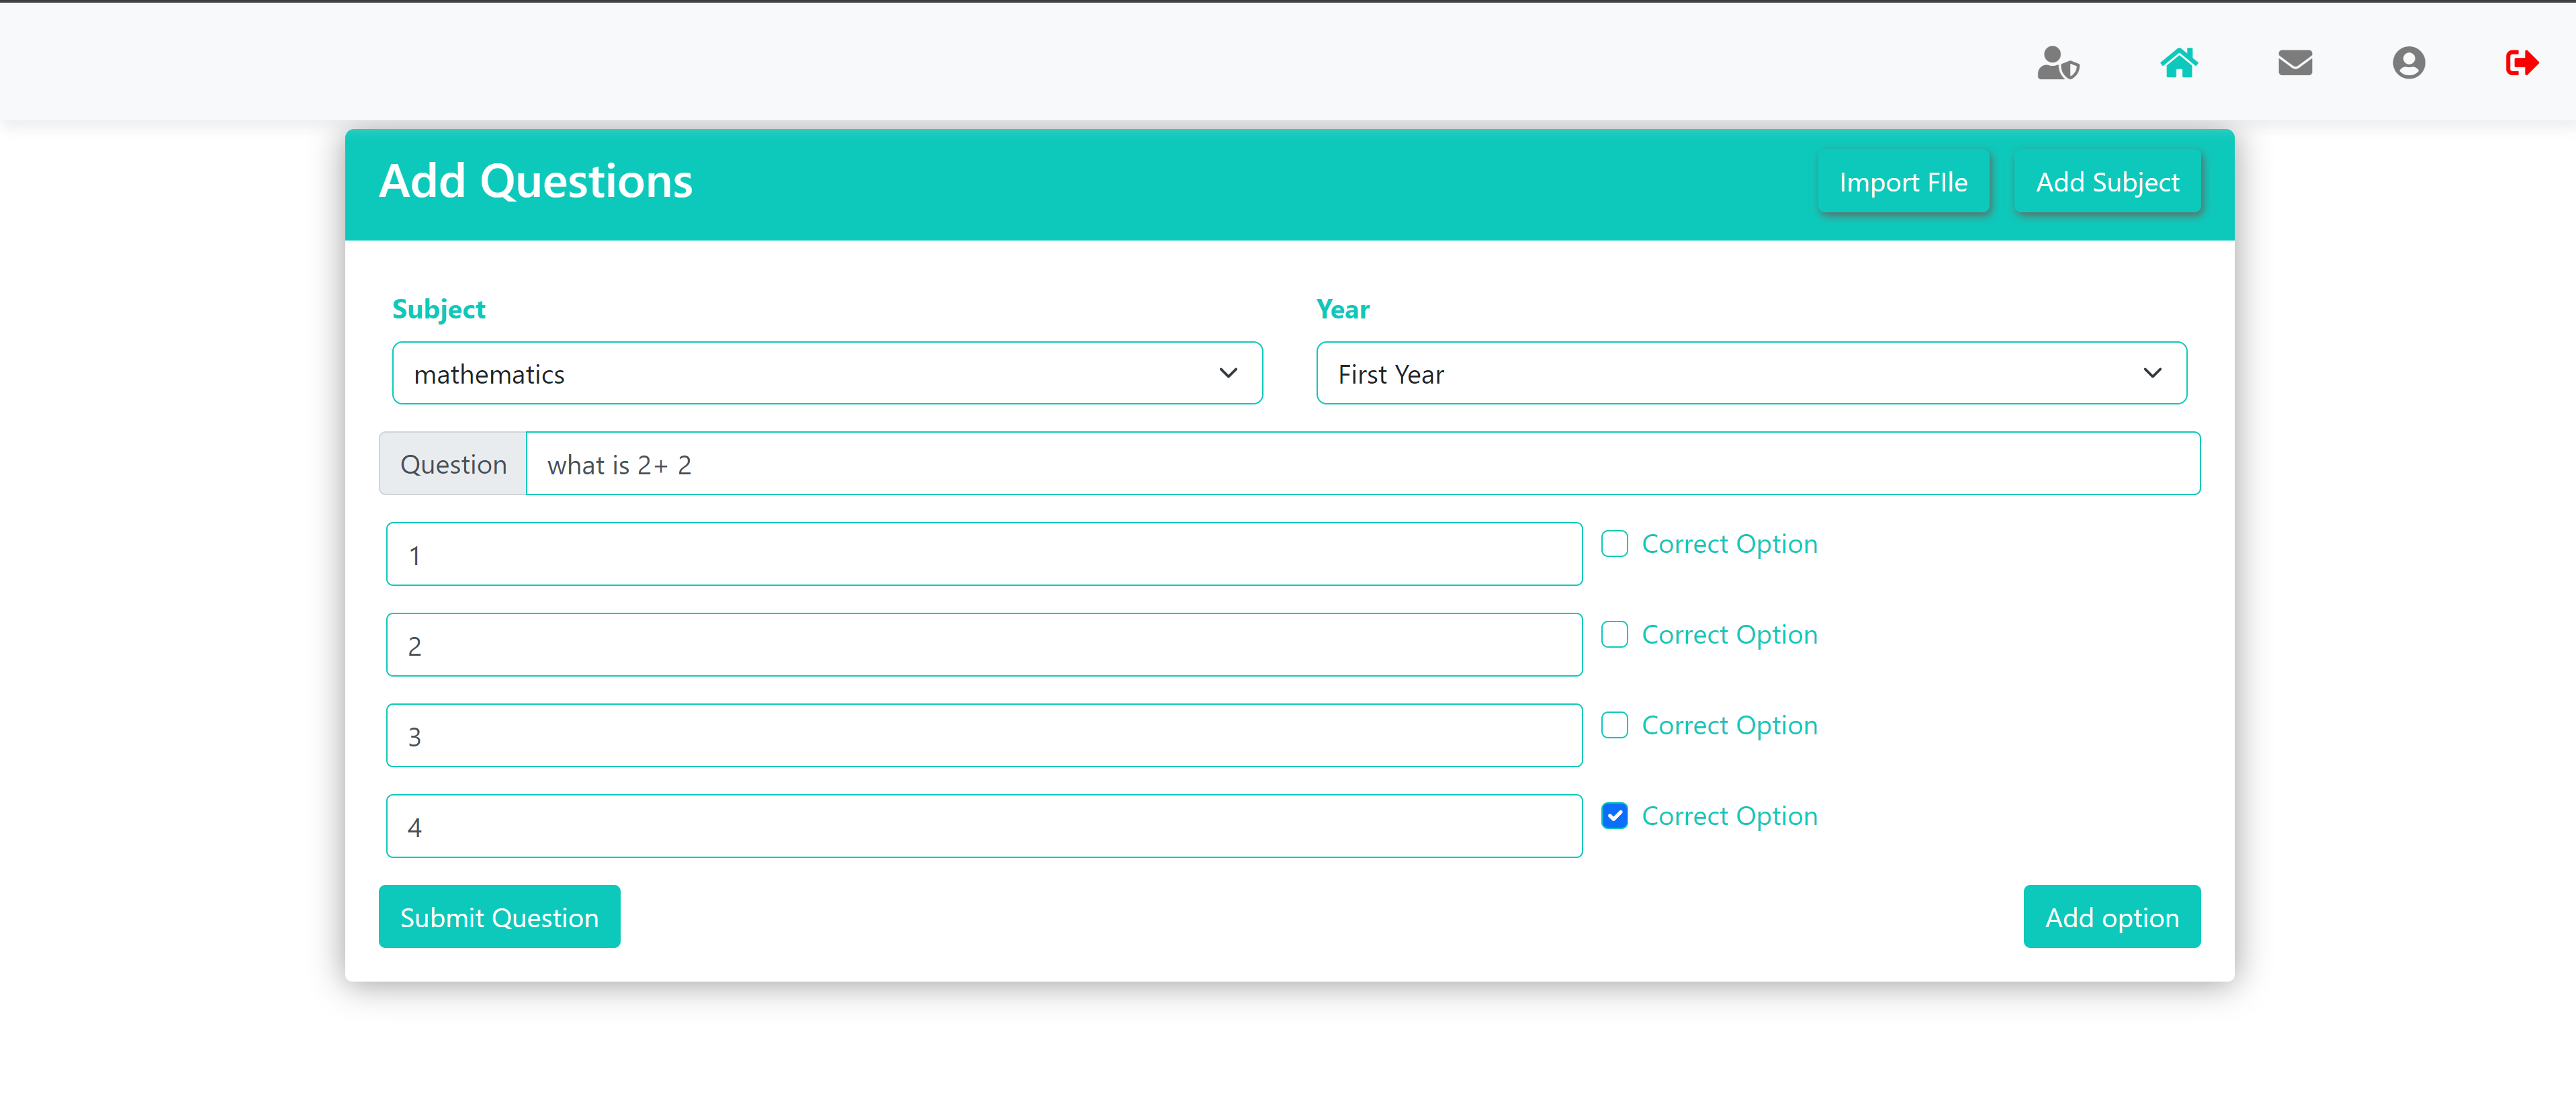 Add Questions
Import FIle
Add Subject
Subject
Year
mathematics
First Year
Question
what is 2+ 2
1
Correct Option
2
Correct Option
3
Correct Option
4
Correct Option
Submit Question
Add option